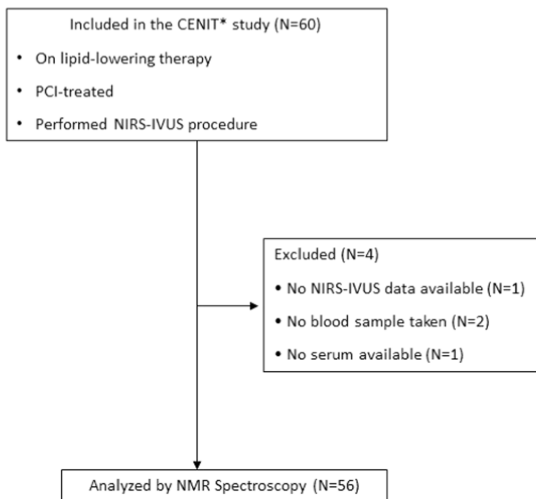 Included in the CENIT* study (N=60)
• On lipid-lowering therapy
• PCI-treated
• Performed NIRS-IVUS procedure
Excluded (N=4)
• No NIRS-IVUS data available (N=1)
• No blood sample taken (N=2)
• No serum available (N=1)
Analyzed by NMR Spectroscopy (N=56)